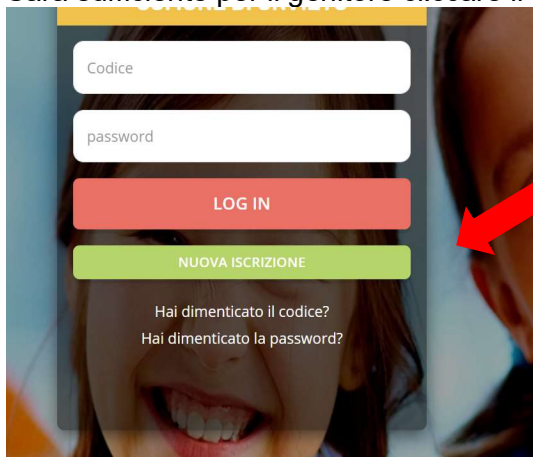 Codice
password
LOG IN
NUOVA ISCRIZIONE
Hai dimenticato il codice?
Hai dimenticato la password?